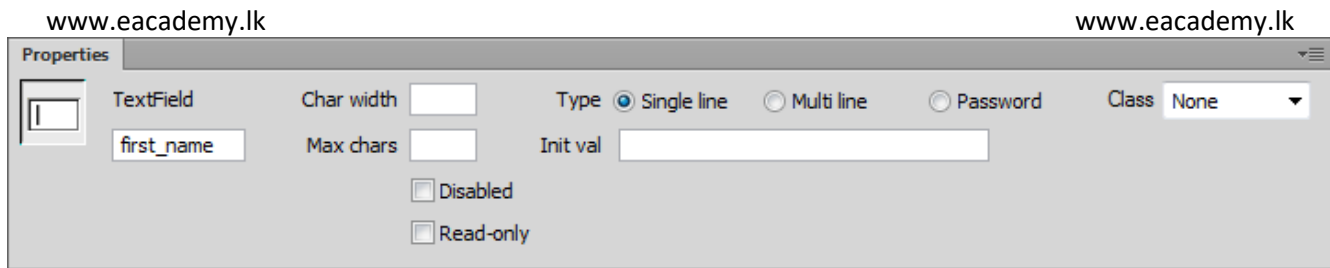 www.eacademy.lk www.eacademy.lk
Properties
TextField Char width Type Single line Multi line Password Class None
first_name Max chars Init val
Disabled
Read-only